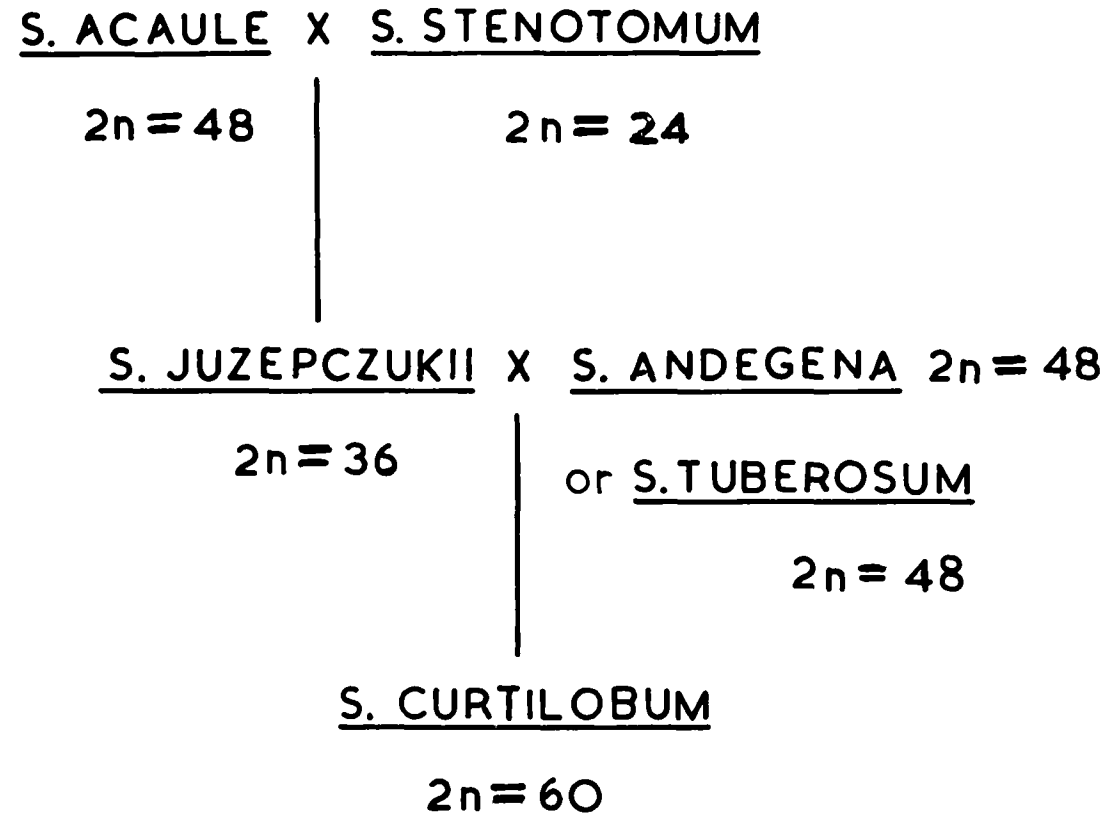 S. ACAULE X S. STENOTOMUM
2n = 48 2n = 24
S. JUZEPCZUKII X S. ANDEGENA 2n = 48
2n = 36
or S. TUBEROSUM
2n = 48
S. CURTILOBUM
2n = 60